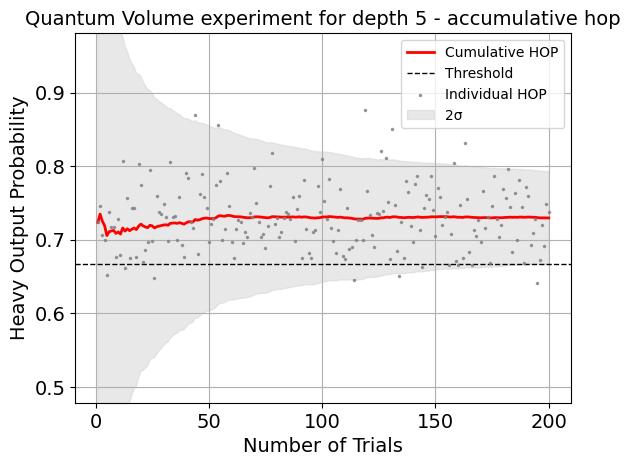 Quantum Volume experiment for depth 5 - accumulative hop
Cumulative HOP
Threshold
Individual HOP
2σ
Heavy Output Probability
0.9
0.8
0.7
0.6
0.5
0
50
100
150
200
Number of Trials